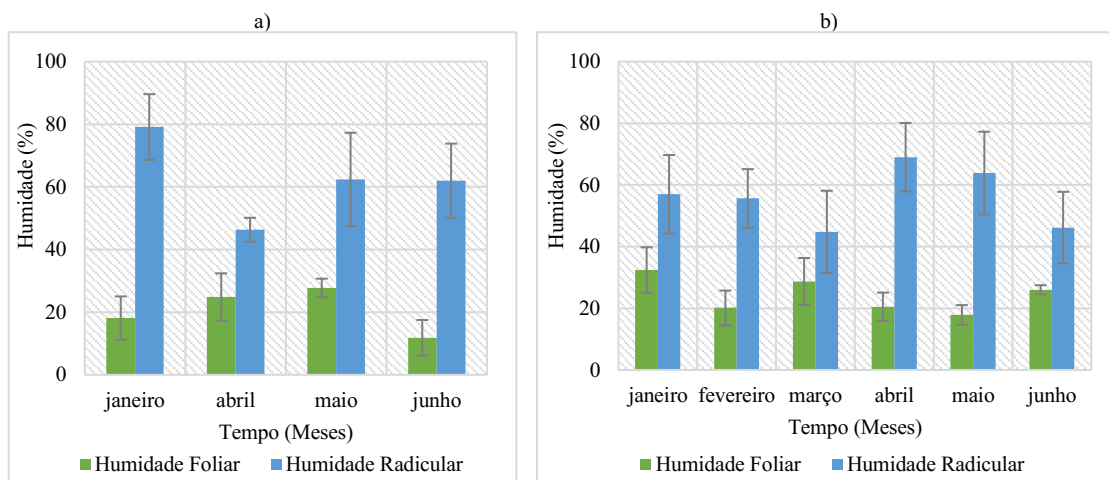 a)
100
80
60
40
20
0
Humidade (%)
janeiro abril maio junho
Tempo (Meses)
Humidade Foliar Humidade Radicular
b)
100
80
60
40
20
0
Humidade (%)
janeiro fevereiro março abril maio junho
Tempo (Meses)
Humidade Foliar Humidade Radicular